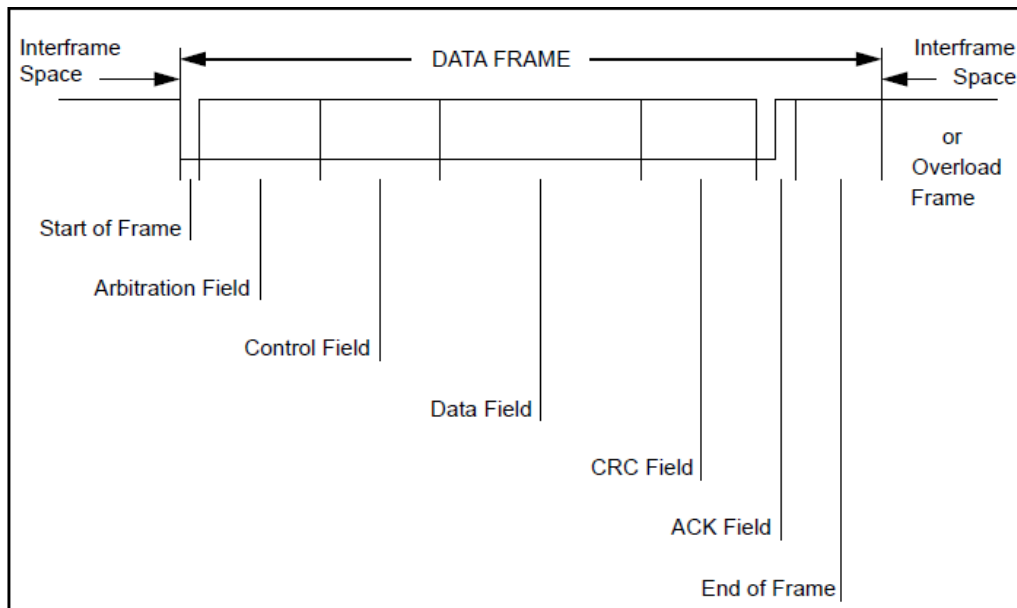 Interframe
Space
DATA FRAME
Interframe
Space
or
Overload
Frame
Start of Frame
Arbitration Field
Control Field
Data Field
CRC Field
ACK Field
End of Frame